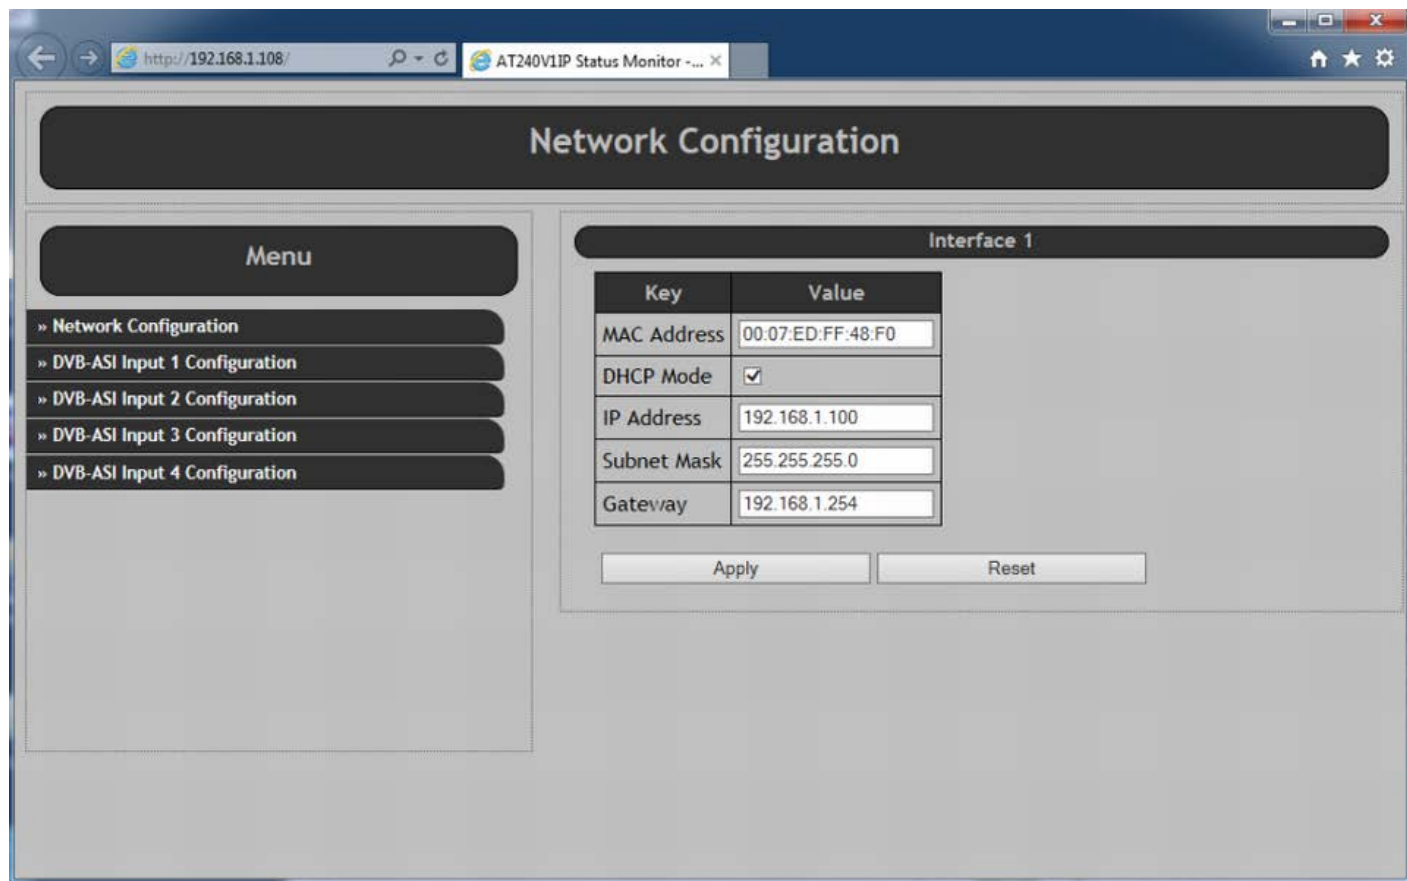 http://192.168.1.108/
AT240V1IP Status Monitor -...
Network Configuration
Menu
» Network Configuration
» DVB-ASI Input 1 Configuration
» DVB-ASI Input 2 Configuration
» DVB-ASI Input 3 Configuration
» DVB-ASI Input 4 Configuration
Interface 1
Key Value
MAC Address 00:07:ED:FF:48:F0
DHCP Mode
IP Address 192.168.1.100
Subnet Mask 255.255.255.0
Gateway 192.168.1.254
Apply Reset